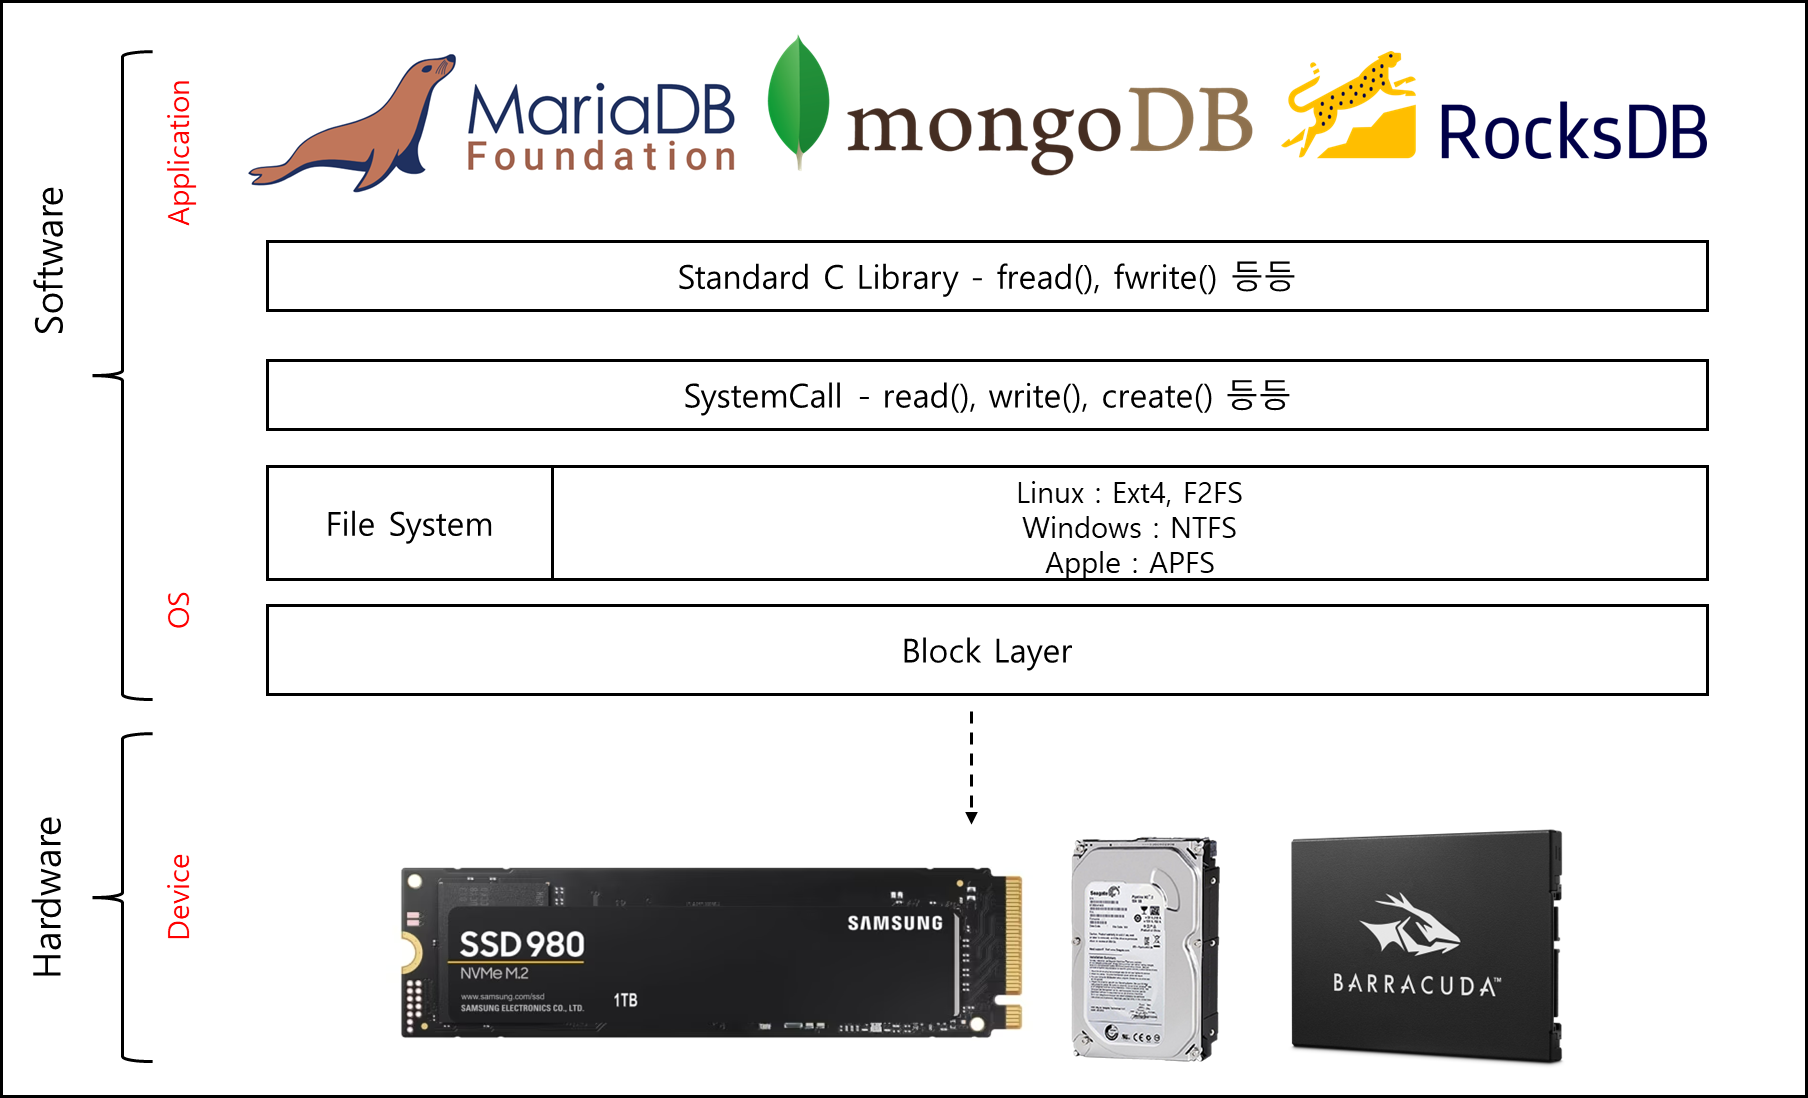 Software
Application
MariaDB
Foundation
mongoDB
RocksDB
Standard C Library - fread(), fwrite() 등등
SystemCall - read(), write(), create() 등등
File System
Linux : Ext4, F2FS
Windows : NTFS
Apple : APFS
OS
Block Layer
Hardware
Device
SAMSUNG
SSD 980
NVMe M.2
www.samsung.com/ssd
SAMSUNG ELECTRONICS CO., LTD.
1TB
Seagate
BARRACUDA™